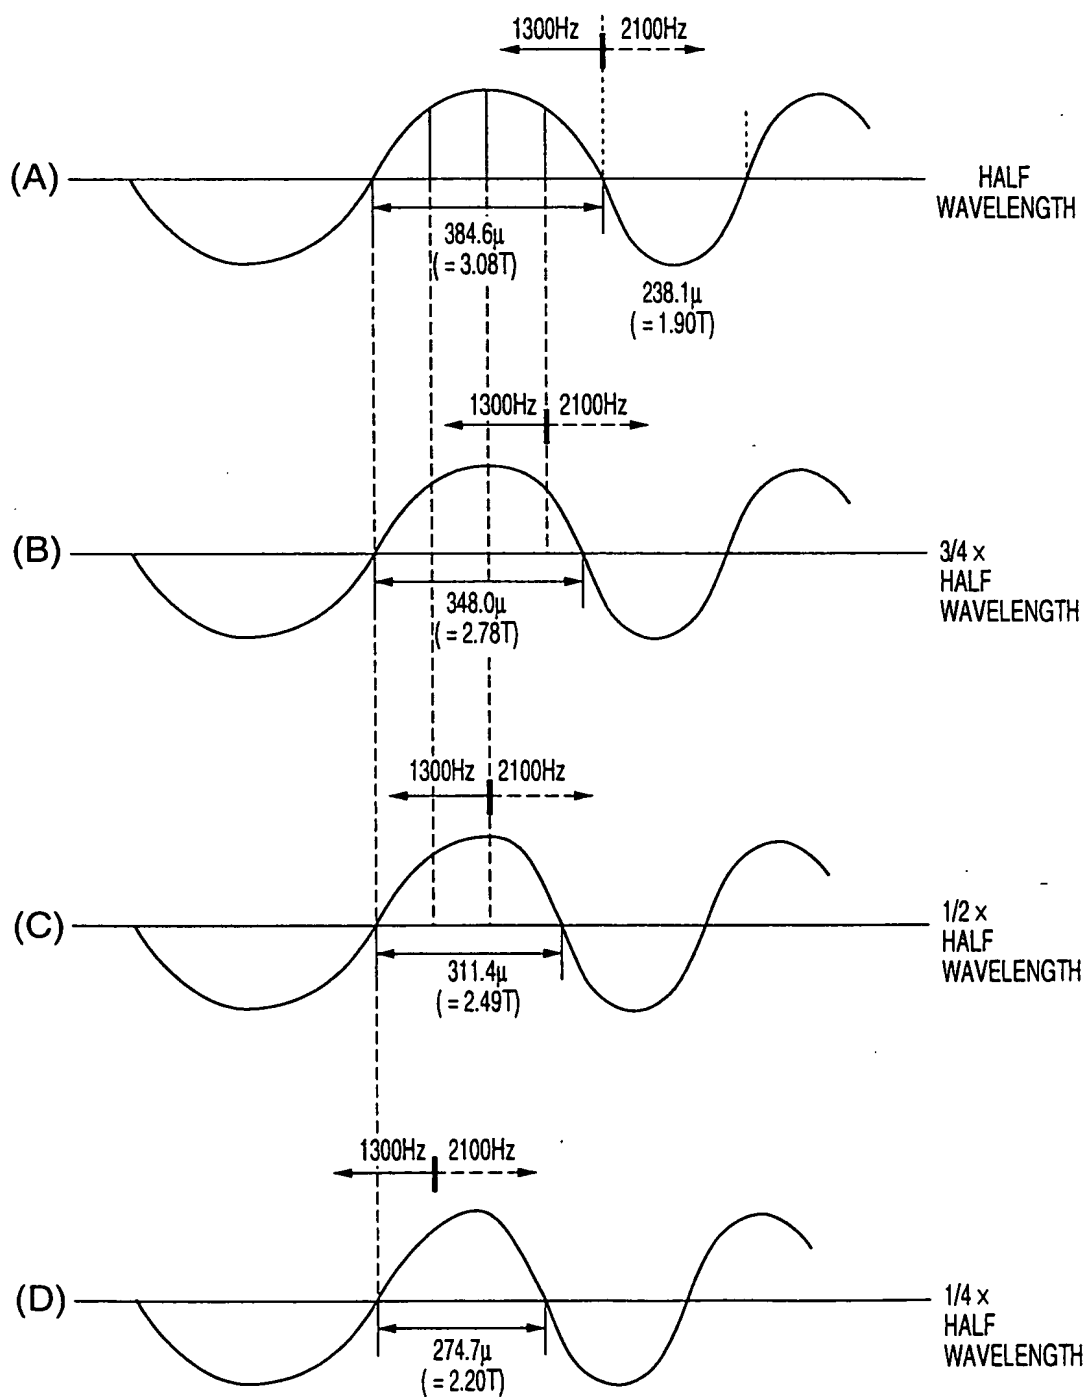 1300Hz 2100Hz
(A)
HALF
WAVELENGTH
384.6µ
( = 3.08T)
238.1µ
( = 1.90T)
1300Hz 2100Hz
(B)
3/4 ×
HALF
WAVELENGTH
348.0µ
( = 2.78T)
1300Hz 2100Hz
(C)
1/2 ×
HALF
WAVELENGTH
311.4µ
( = 2.49T)
1300Hz 2100Hz
(D)
1/4 ×
HALF
WAVELENGTH
274.7µ
( = 2.20T)